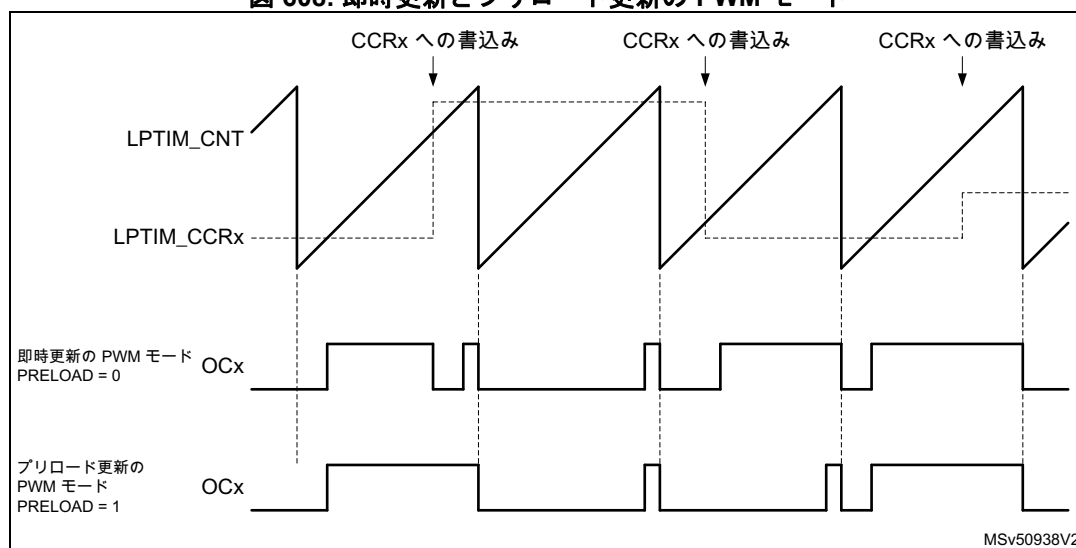 CCRx への書込み CCRx への書込み CCRx への書込み
LPTIM_CNT
LPTIM_CCRx
即時更新の PWM モード
PRELOAD = 0
OCx
プリロード更新の
PWM モード
PRELOAD = 1
OCx
MSv50938V2